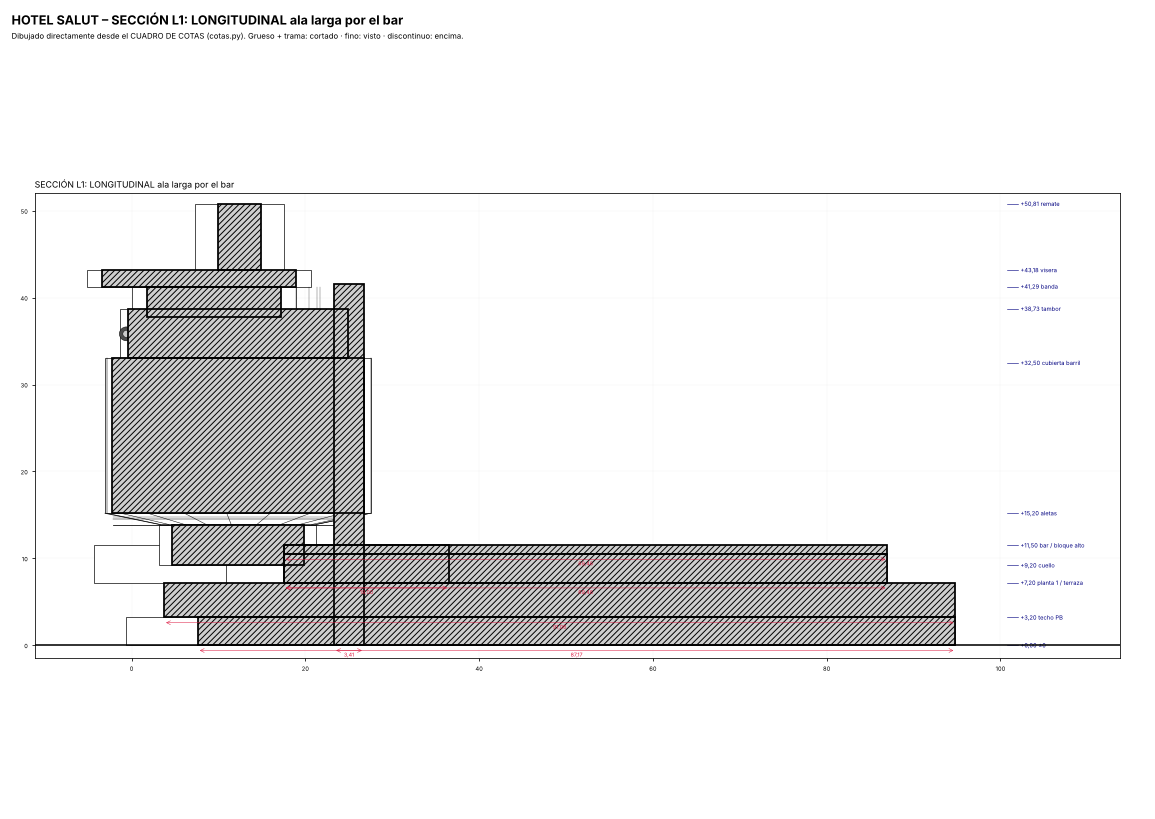 HOTEL SALUT – SECCIÓN L1: LONGITUDINAL ala larga por el bar
Dibujado directamente desde el CUADRO DE COTAS (cotas.py). Grueso + trama: cortado · fino: visto · discontinuo: encima.
SECCIÓN L1: LONGITUDINAL ala larga por el bar
50
+50,81 remate
+43,18 visera
+41,29 banda
40
+38,73 tambor
+32,50 cubierta barril
30
20
+15,20 aletas
+11,50 bar / bloque alto
10
+9,20 cuello
+7,20 planta 1 / terraza
+3,20 techo PB
0
3,41
87,17
0
20
40
60
80
100